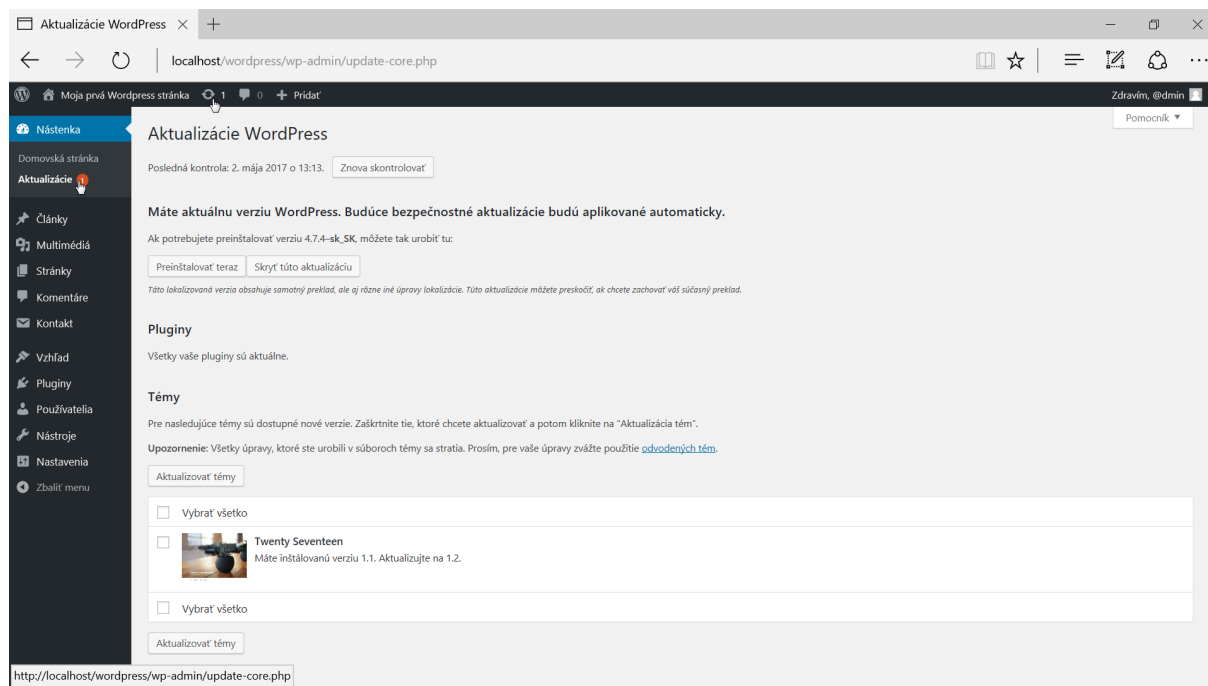 Aktualizácie WordPress
localhost/wordpress/wp-admin/update-core.php
Moja prvá Wordpress stránka 1 0 Pridať Zdravím, @dmin
Pomocník
Nástenka
Domovská stránka
Aktualizácie 1
Články
Multimédiá
Stránky
Komentáre
Kontakt
Vzhľad
Pluginy
Používatelia
Nástroje
Nastavenia
Zbaliť menu
Aktualizácie WordPress
Posledná kontrola: 2. mája 2017 o 13:13. Znova skontrolovať
Máte aktuálnu verziu WordPress. Budúce bezpečnostné aktualizácie budú aplikované automaticky.
Ak potrebujete preinštalovať verziu 4.7.4–sk_SK, môžete tak urobiť tu:
Preinštalovať teraz Skryť túto aktualizáciu
Táto lokalizovaná verzia obsahuje samotný preklad, ale aj rôzne iné úpravy lokalizácie. Túto aktualizácie môžete preskočiť, ak chcete zachovať váš súčasný preklad.
Pluginy
Všetky vaše pluginy sú aktuálne.
Témy
Pre nasledujúce témy sú dostupné nové verzie. Zaškrtnite tie, ktoré chcete aktualizovať a potom kliknite na “Aktualizácia tém”.
Upozornenie: Všetky úpravy, ktoré ste urobili v súboroch témy sa stratia. Prosím, pre vaše úpravy zvážte použitie odvodených tém.
Aktualizovať témy
Vybrať všetko
Twenty Seventeen
Máte inštálovanú verziu 1.1. Aktualizujte na 1.2.
Vybrať všetko
Aktualizovať témy
http://localhost/wordpress/wp-admin/update-core.php